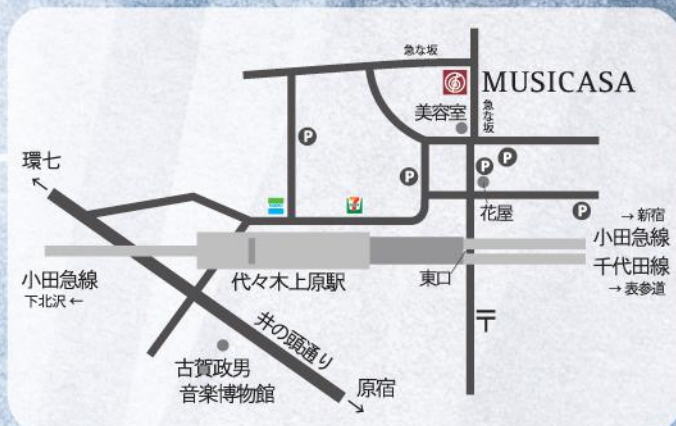 急な坂
MUSICASA
美容室
急な坂
P
P
P
P
P
環七
花屋
→新宿
小田急線
小田急線
下北沢←
代々木上原駅
東口
千代田線
→表参道
井の頭通り
〒
古賀政男
音楽博物館
原宿
7